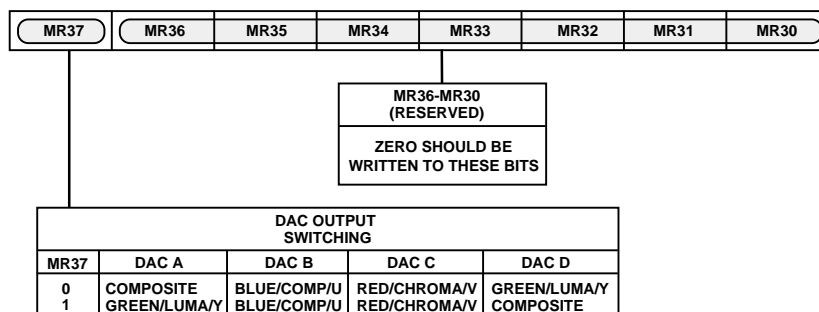 MR37 MR36 MR35 MR34 MR33 MR32 MR31 MR30
MR36-MR30
(RESERVED)
ZERO SHOULD BE
WRITTEN TO THESE BITS
DAC OUTPUT
SWITCHING
MR37 DAC A DAC B DAC C DAC D
0 COMPOSITE BLUE/COMP/U RED/CHROMA/V GREEN/LUMA/Y
1 GREEN/LUMA/Y BLUE/COMP/U RED/CHROMA/V COMPOSITE